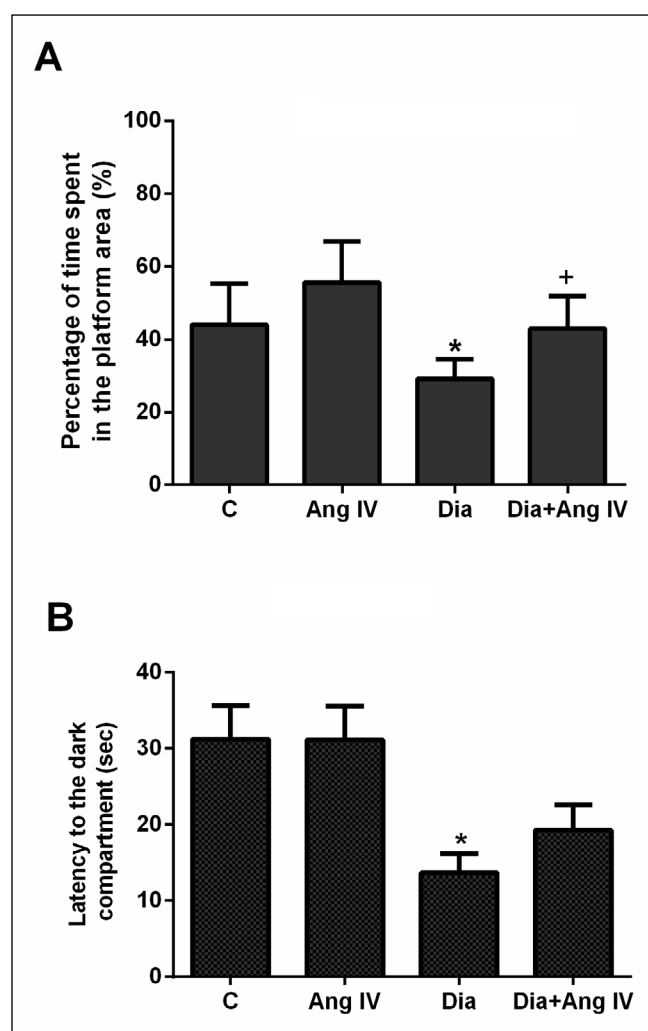 A
Percentage of time spent
in the platform area (%)
100
80
60
40
20
0
*
+
C Ang IV Dia Dia+Ang IV
B
Latency to the dark
compartment (sec)
40
30
20
10
0
*
C Ang IV Dia Dia+Ang IV